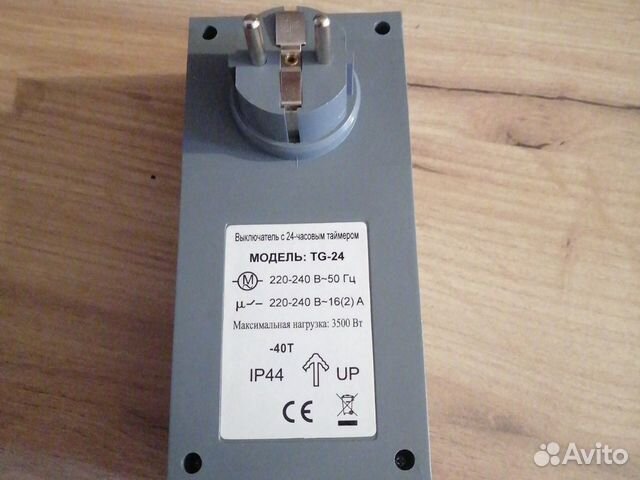 Выключатель с 24-часовым таймером
МОДЕЛЬ: TG-24
M 220-240 В~50 Гц
µ 220-240 В~16(2) А
Максимальная нагрузка: 3500 Вт
-40T
IP44 UP
CE
Avito